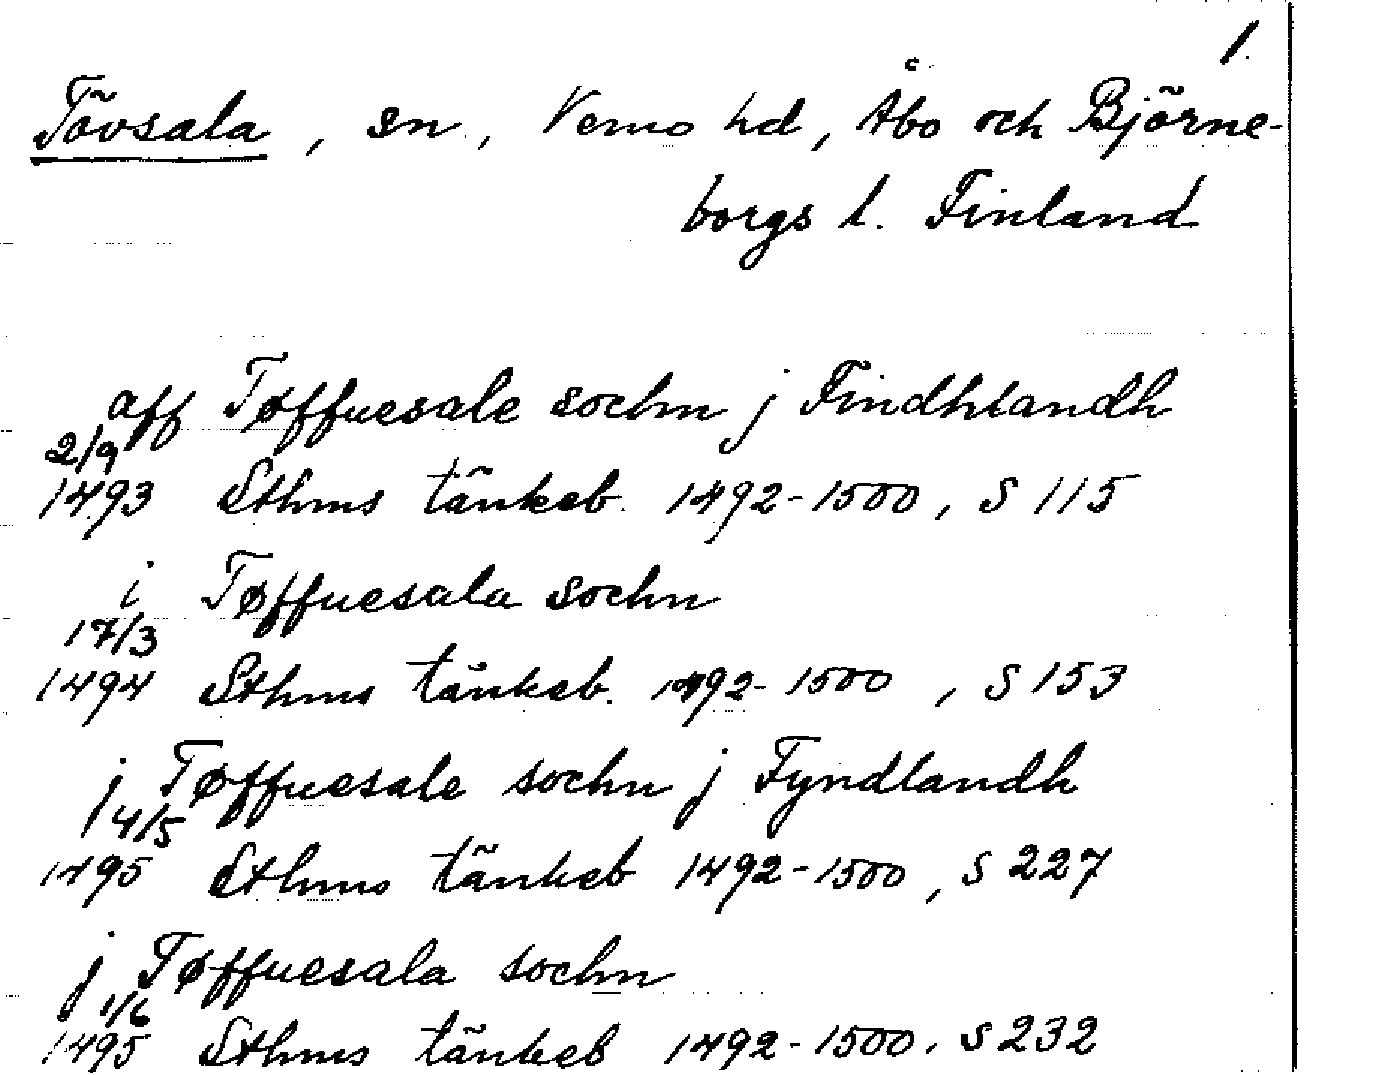 1.
Tövsala, sn., Vemo hd, Åbo och Björne-
borgs l. Finland
aff Tøffuesale sochn j Findhlandh
2/9
1493 Sthms tänkeb. 1492-1500, S 115
i Tøffuesala sochn
17/3
1494 Sthms tänkeb. 1492-1500, S 153
j Tøffuesale sochn j Fyndlandh
4/5
1495 Sthms tänkeb 1492-1500, S 227
j Tøffuesala sochn
1/6
1495 Sthms tänkeb 1492-1500. S 232